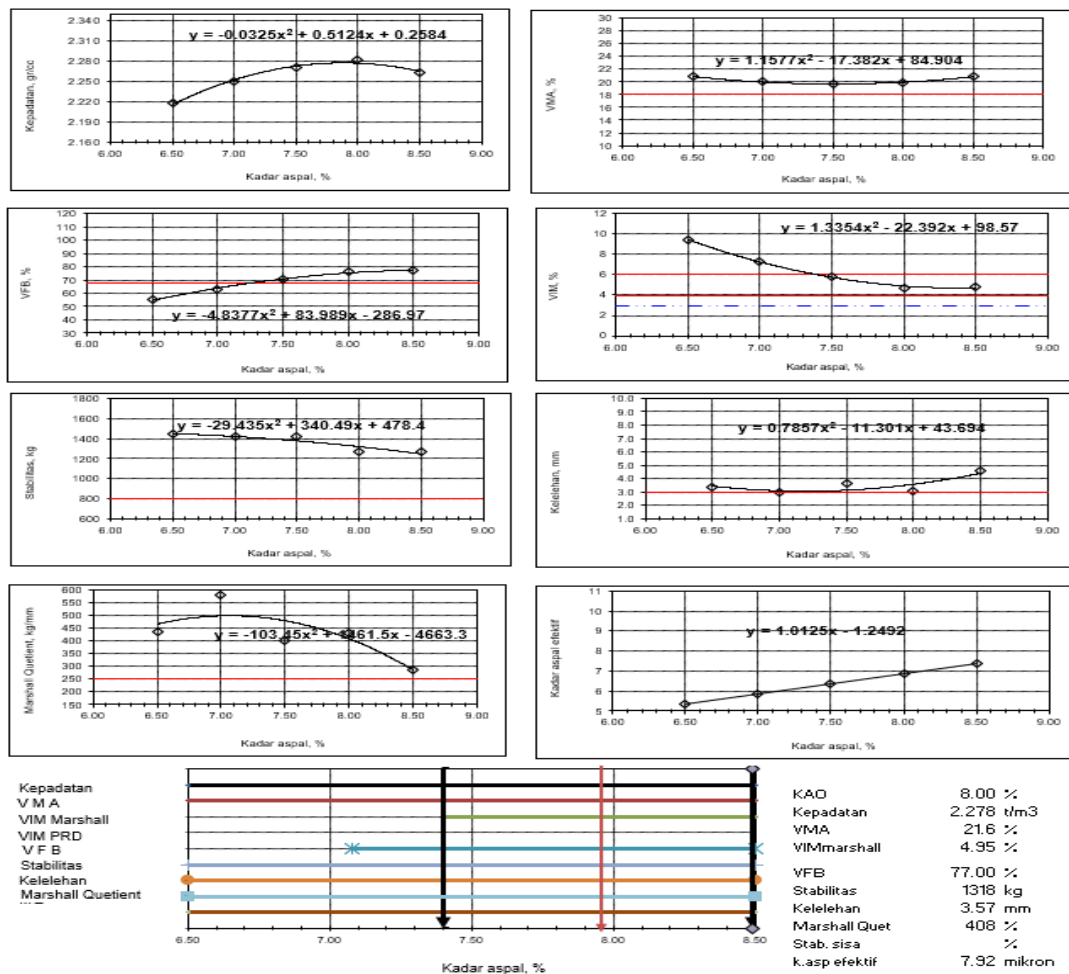 2.340
2.310
2.280
2.250
2.220
2.190
2.160
y = -0.0325x² + 0.5124x + 0.2584
Kepadatan, gr/cc
6.00 6.50 7.00 7.50 8.00 8.50 9.00
Kadar aspal, %
30
28
26
24
22
20
18
16
14
12
10
y = 1.1577x² - 17.382x + 84.904
VMA, %
6.00 6.50 7.00 7.50 8.00 8.50 9.00
Kadar aspal, %
120
110
100
90
80
70
60
50
40
30
VFB, %
y = -4.8377x² + 83.989x - 286.97
6.00 6.50 7.00 7.50 8.00 8.50 9.00
Kadar aspal, %
12
10
8
6
4
2
0
y = 1.3354x² - 22.392x + 98.57
VIM, %
6.00 6.50 7.00 7.50 8.00 8.50 9.00
Kadar aspal, %
1800
1600
1400
1200
1000
800
600
y = -29.435x² + 340.49x + 478.4
Stabilitas, kg
6.00 6.50 7.00 7.50 8.00 8.50 9.00
Kadar aspal, %
10.0
9.0
8.0
7.0
6.0
5.0
4.0
3.0
2.0
1.0
y = 0.7857x² - 11.301x + 43.694
Kelelehan, mm
6.00 6.50 7.00 7.50 8.00 8.50 9.00
Kadar aspal, %
600
550
500
450
400
350
300
250
200
150
y = -103.45x² + 1461.5x - 4663.3
Marshall Quetient, kg/mm
6.00 6.50 7.00 7.50 8.00 8.50 9.00
Kadar aspal, %
11
10
9
8
7
6
5
y = 1.0125x - 1.2492
Kadar aspal efektif
6.00 6.50 7.00 7.50 8.00 8.50 9.00
Kadar aspal, %
Kepadatan
V M A
VIM Marshall
VIM PRD
V F B
Stabilitas
Kelelehan
Marshall Quetient
6.50 7.00 7.50 8.00 8.50
Kadar aspal, %
KAO 8.00 %
Kepadatan 2.278 t/m3
VMA 21.6 %
VIMmarshall 4.95 %
VFB 77.00 %
Stabilitas 1318 kg
Kelelehan 3.57 mm
Marshall Quet 408 %
Stab. sisa %
k.asp efektif 7.92 mikron